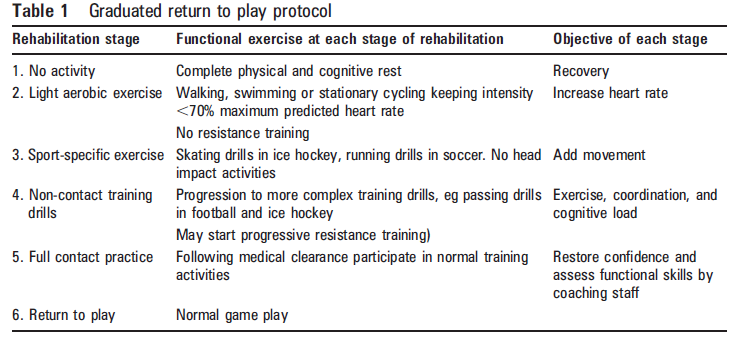 Table 1 Graduated return to play protocol
Rehabilitation stage Functional exercise at each stage of rehabilitation Objective of each stage
1. No activity Complete physical and cognitive rest Recovery
2. Light aerobic exercise Walking, swimming or stationary cycling keeping intensity Increase heart rate
<70% maximum predicted heart rate
No resistance training
3. Sport-specific exercise Skating drills in ice hockey, running drills in soccer. No head Add movement
impact activities
4. Non-contact training Progression to more complex training drills, eg passing drills Exercise, coordination, and
drills in football and ice hockey cognitive load
May start progressive resistance training)
5. Full contact practice Following medical clearance participate in normal training Restore confidence and
activities assess functional skills by
coaching staff
6. Return to play Normal game play